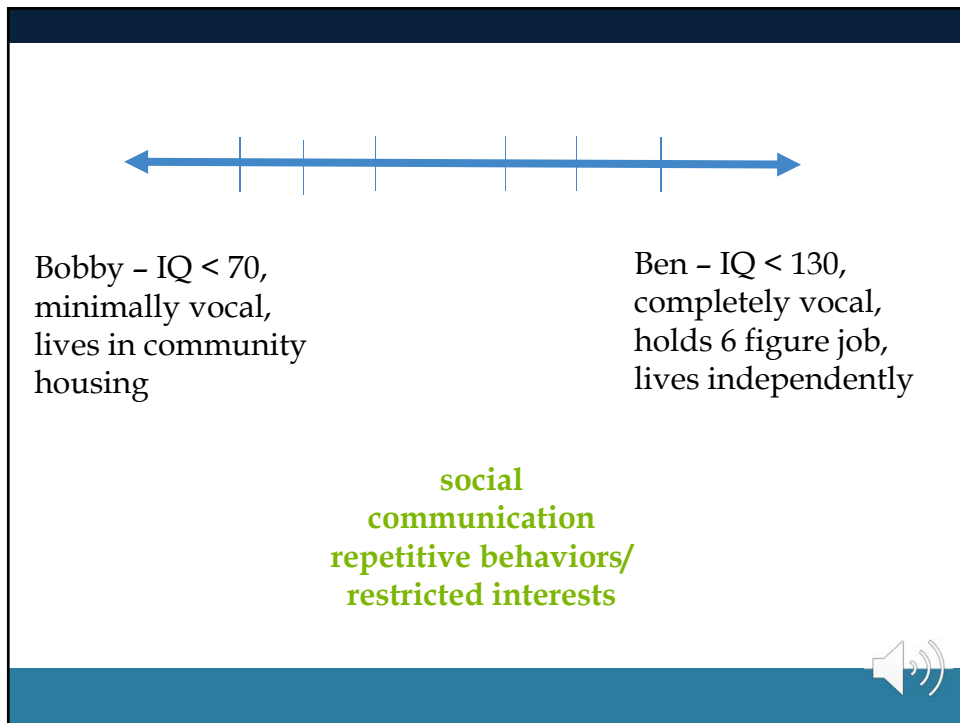 Bobby – IQ < 70,
minimally vocal,
lives in community
housing
Ben – IQ < 130,
completely vocal,
holds 6 figure job,
lives independently
social
communication
repetitive behaviors/
restricted interests